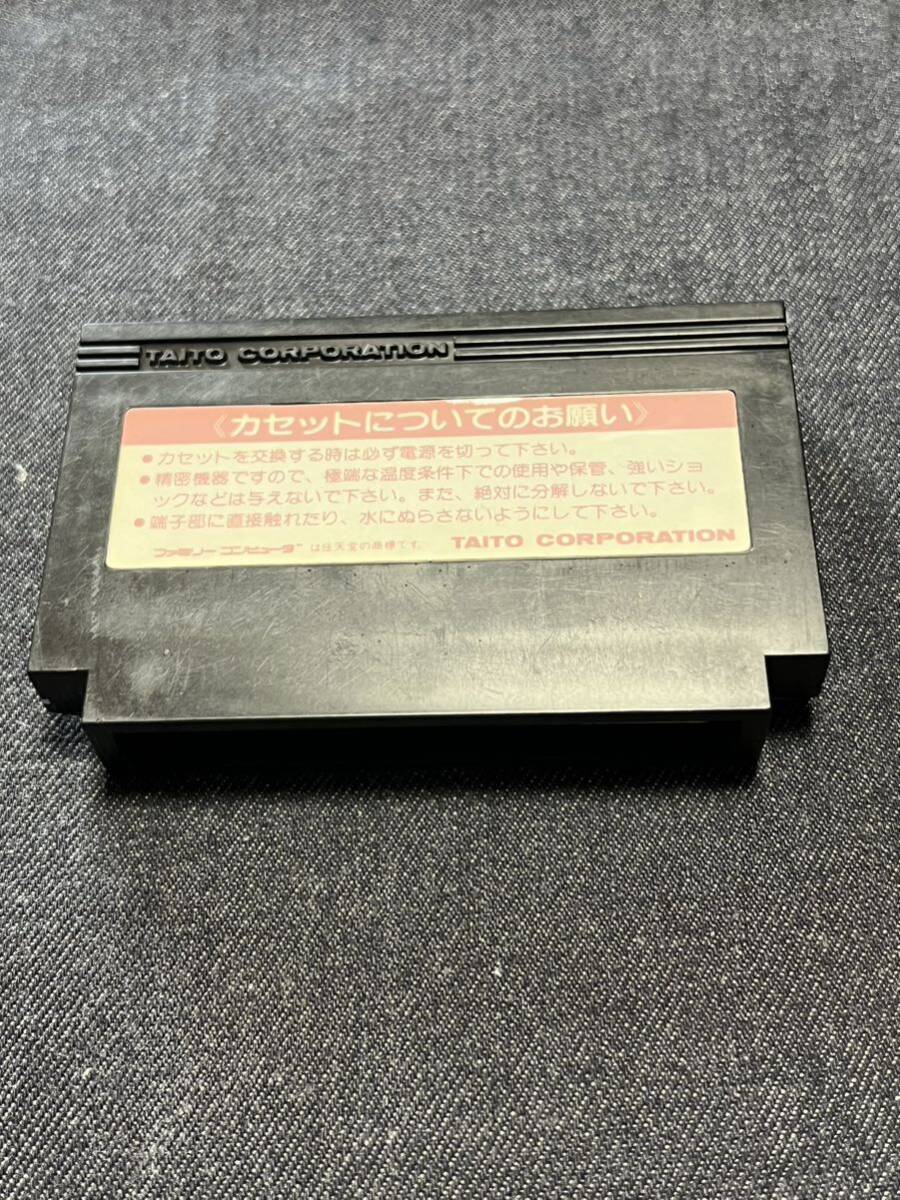 TAITO CORPORATION
《カセットについてのお願い》
●カセットを交換する時は必ず電源を切って下さい。
●精密機器ですので、極端な温度条件下での使用や保管、強いショ
ックなどは与えないで下さい。また、絶対に分解しないで下さい。
●端子部に直接触れたり、水にぬらさないようにして下さい。
ファミリーコンピュータ™は任天堂の商標です。 TAITO CORPORATION